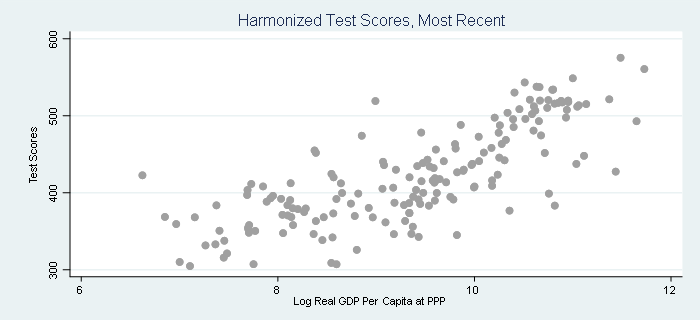 Harmonized Test Scores, Most Recent
600
500
400
300
Test Scores
6
8
10
12
Log Real GDP Per Capita at PPP